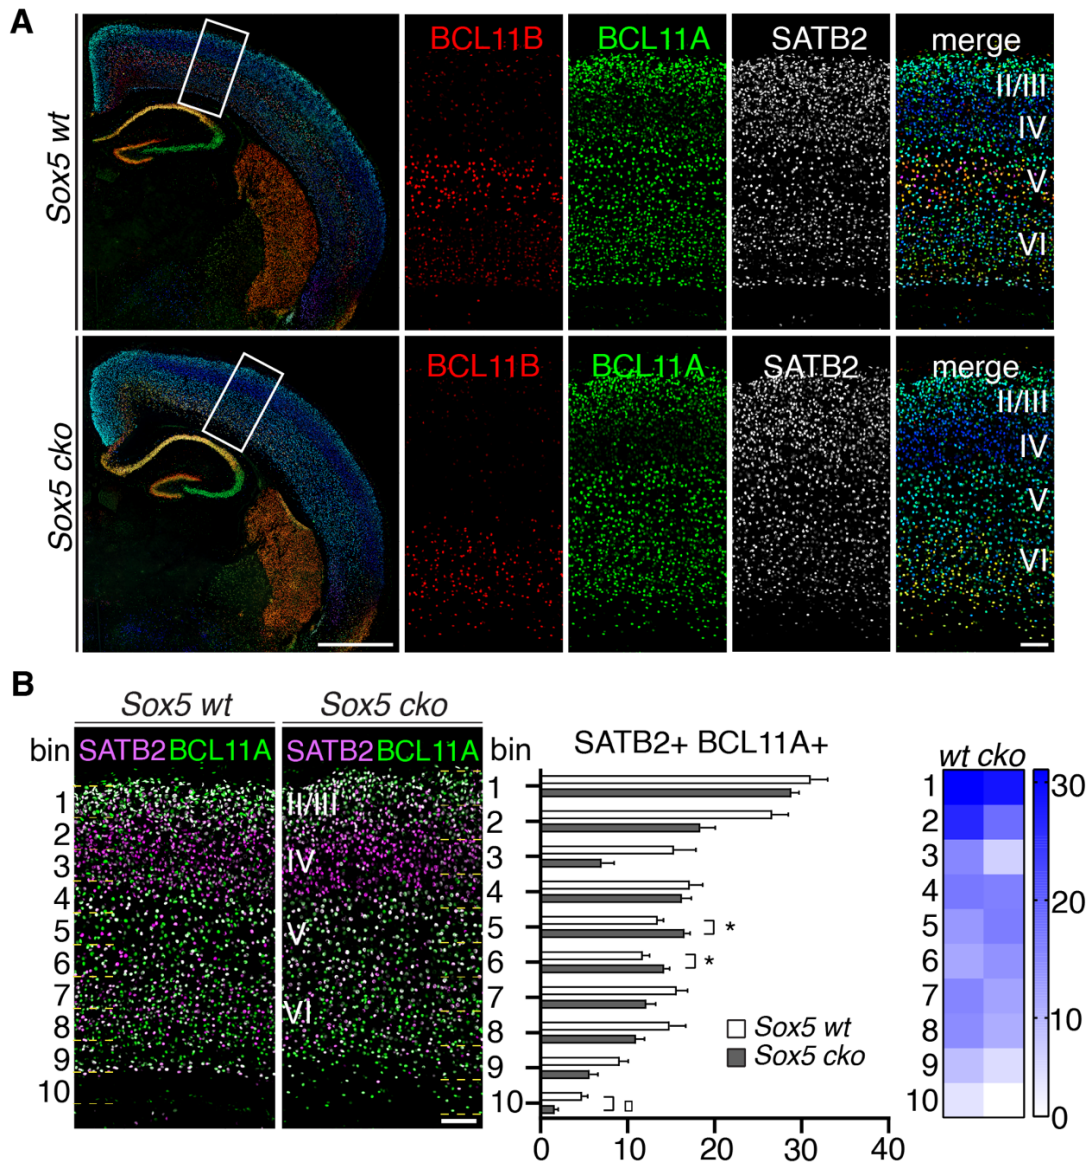 A
Sox5 wt
BCL11B
BCL11A
SATB2
merge
II/III
IV
V
VI
Sox5 cko
BCL11B
BCL11A
SATB2
merge
II/III
IV
V
VI
B
Sox5 wt
Sox5 cko
bin
SATB2 BCL11A
SATB2 BCL11A
1
2
3
4
5
6
7
8
9
10
II/III
IV
V
VI
bin
SATB2+ BCL11A+
1
2
3
4
5
*
6
*
7
8
9
10
Sox5 wt
Sox5 cko
0
10
20
30
40
wt cko
1
2
3
4
5
6
7
8
9
10
30
20
10
0